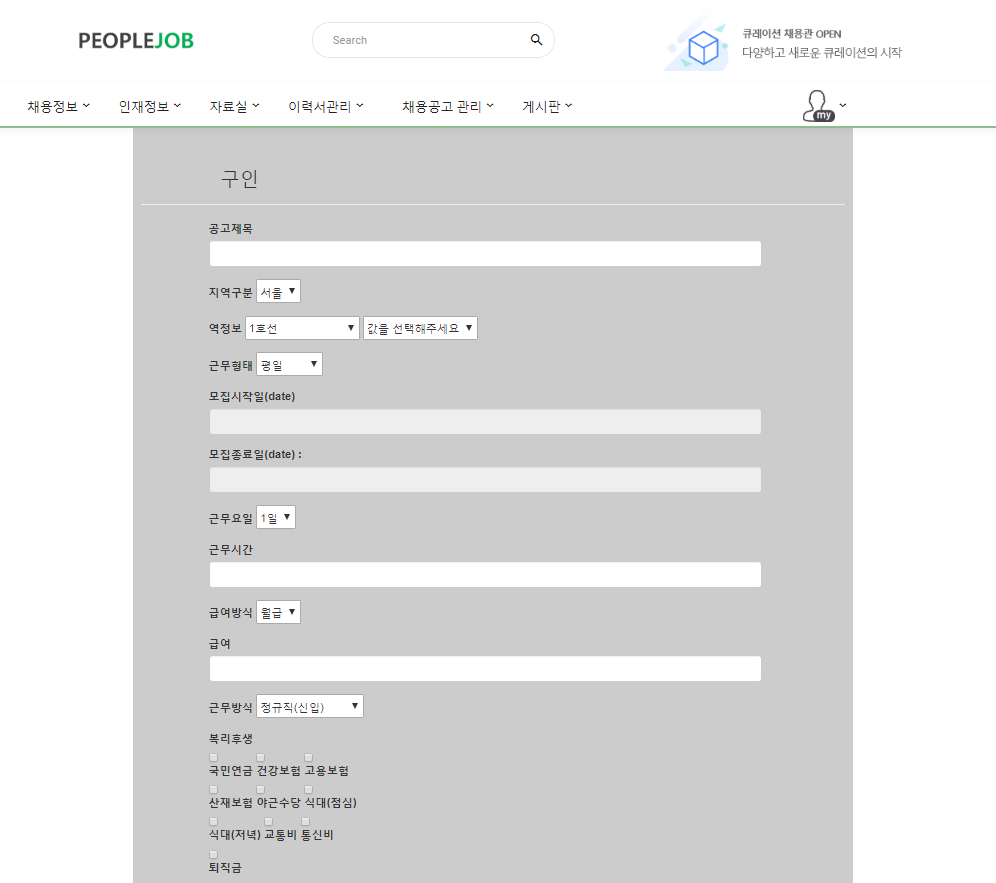 PEOPLEJOB
Search
큐레이션 채용관 OPEN
다양하고 새로운 큐레이션의 시작
채용정보 인재정보 자료실 이력서관리 채용공고 관리 게시판
my
구인
공고제목
지역구분 서울
역정보 1호선 값을 선택해주세요
근무형태 평일
모집시작일(date)
모집종료일(date) :
근무요일 1일
근무시간
급여방식 월급
급여
근무방식 정규직(신입)
복리후생
국민연금 건강보험 고용보험
산재보험 야근수당 식대(점심)
식대(저녁) 교통비 통신비
퇴직금